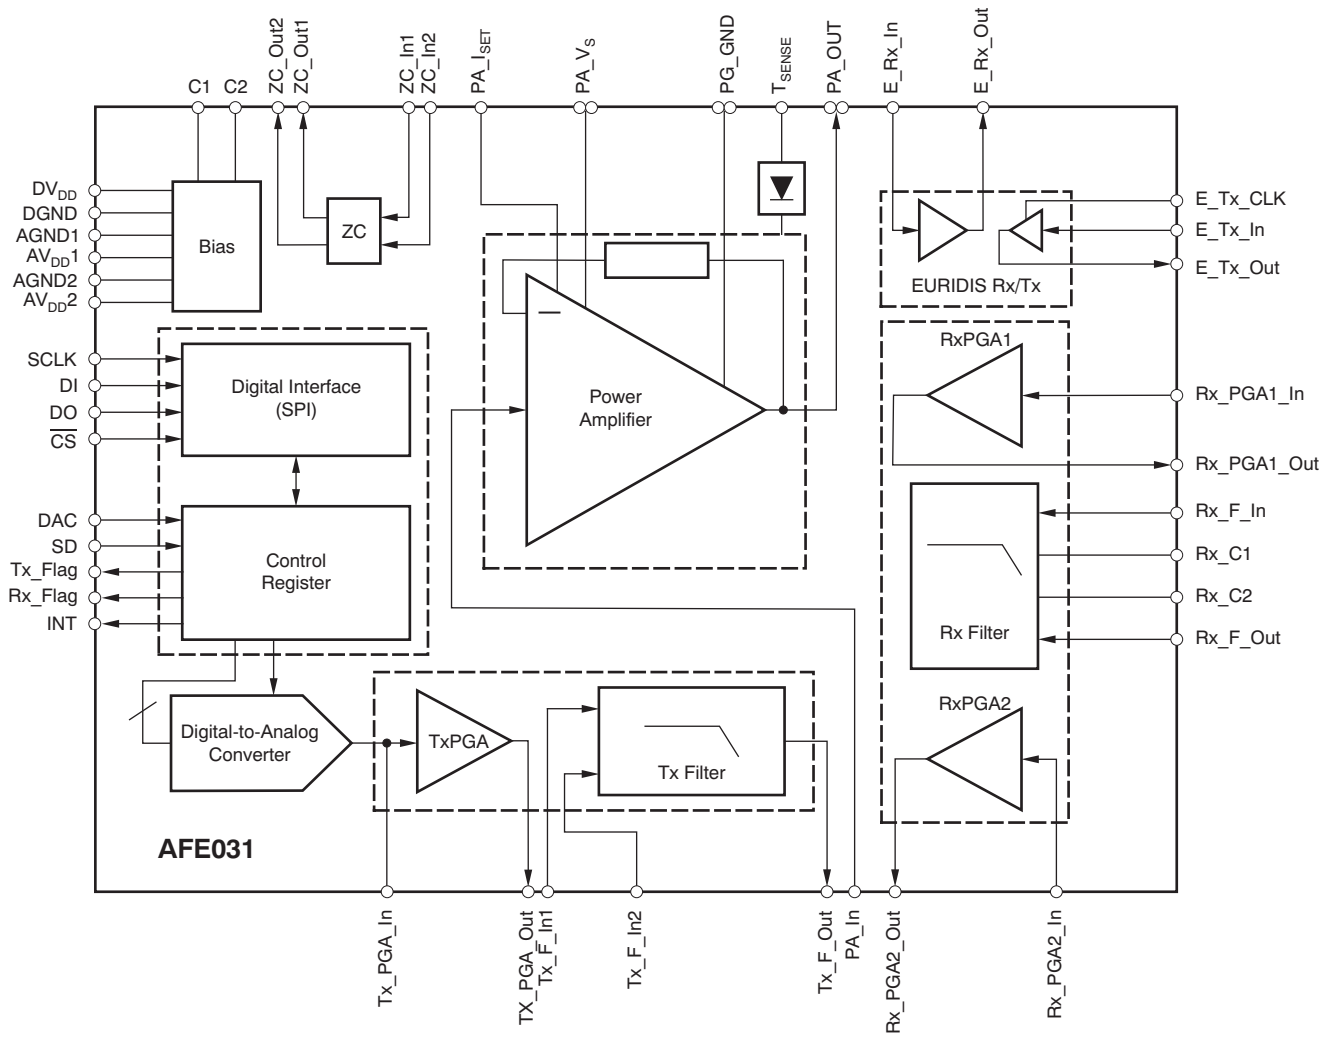 C1
C2
ZC_Out2
ZC_Out1
ZC_In1
ZC_In2
PA_ISET
PA_VS
PG_GND
TSENSE
PA_OUT
E_Rx_In
E_Rx_Out
DVDD
DGND
AGND1
AVDD1
AGND2
AVDD2
Bias
ZC
E_Tx_CLK
E_Tx_In
E_Tx_Out
EURIDIS Rx/Tx
SCLK
DI
DO
CS
Digital Interface
(SPI)
Power
Amplifier
RxPGA1
Rx_PGA1_In
Rx_PGA1_Out
DAC
SD
Tx_Flag
Rx_Flag
INT
Control
Register
Rx_F_In
Rx_C1
Rx_C2
Rx_F_Out
Rx Filter
Digital-to-Analog
Converter
TxPGA
Tx Filter
RxPGA2
AFE031
Tx_PGA_In
TX_PGA_Out
Tx_F_In1
Tx_F_In2
Tx_F_Out
PA_In
Rx_PGA2_Out
Rx_PGA2_In